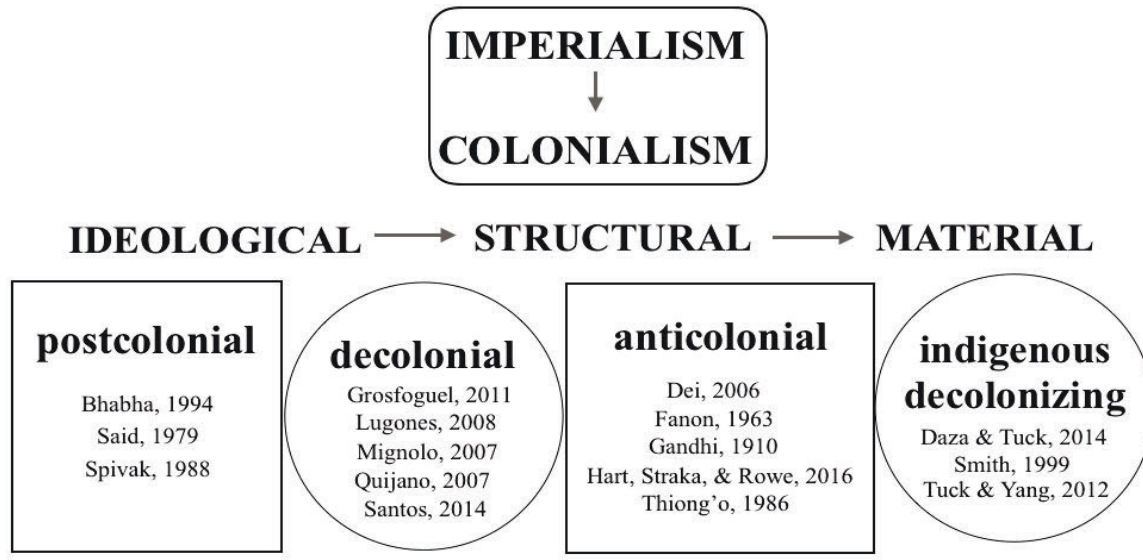 IMPERIALISM
COLONIALISM
IDEOLOGICAL STRUCTURAL MATERIAL
postcolonial
Bhabha, 1994
Said, 1979
Spivak, 1988
decolonial
Grosfoguel, 2011
Lugones, 2008
Mignolo, 2007
Quijano, 2007
Santos, 2014
anticolonial
Dei, 2006
Fanon, 1963
Gandhi, 1910
Hart, Straka, & Rowe, 2016
Thiong’o, 1986
indigenous
decolonizing
Daza & Tuck, 2014
Smith, 1999
Tuck & Yang, 2012